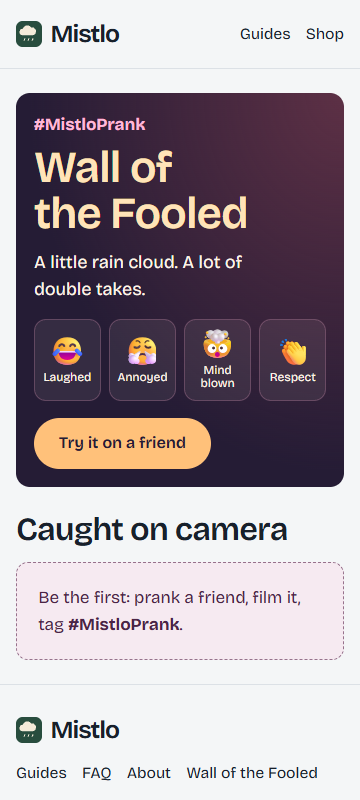 Mistlo
Guides Shop
#MistloPrank
Wall of
the Fooled
A little rain cloud. A lot of
double takes.
Laughed
Annoyed
Mind
blown
Respect
Try it on a friend
Caught on camera
Be the first: prank a friend, film it,
tag #MistloPrank.
Mistlo
Guides FAQ About Wall of the Fooled